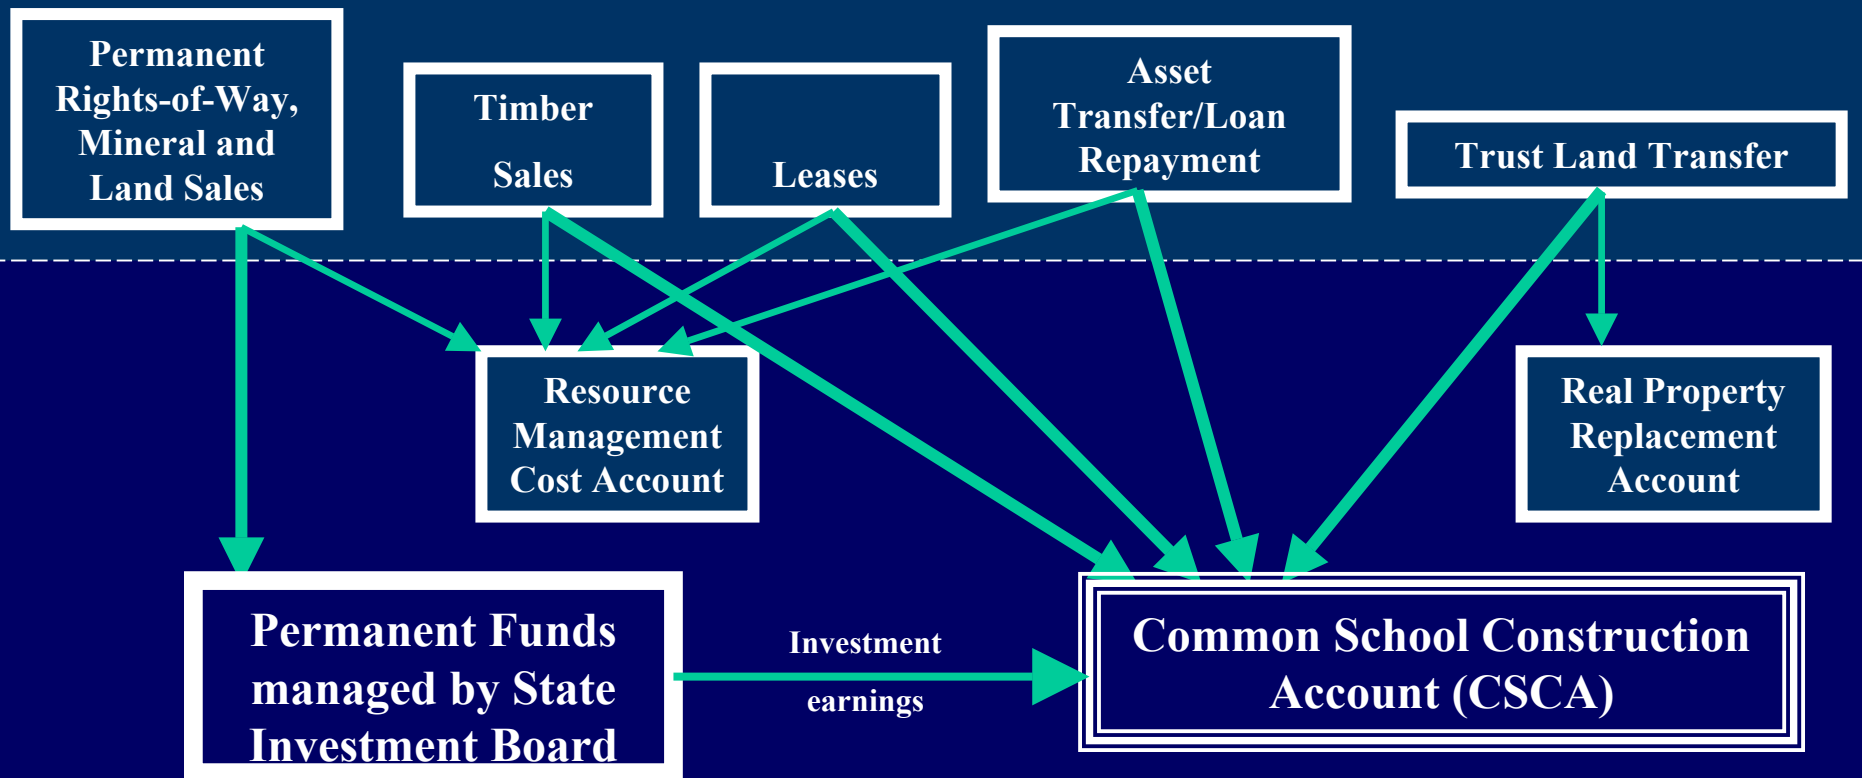 Permanent
Rights-of-Way,
Mineral and
Land Sales
Timber
Sales
Leases
Asset
Transfer/Loan
Repayment
Trust Land Transfer
Resource
Management
Cost Account
Real Property
Replacement
Account
Permanent Funds
managed by State
Investment Board
Investment
earnings
Common School Construction
Account (CSCA)